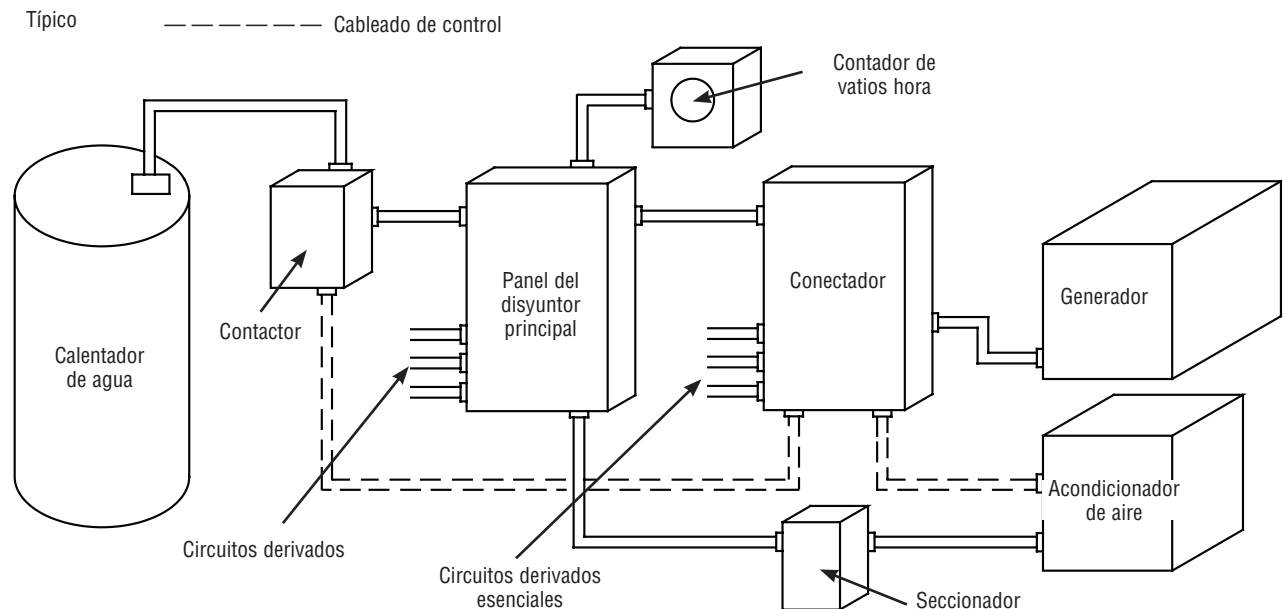 Típico
Cableado de control
Contador de
vatios hora
Panel del
disyuntor
principal
Conectador
Generador
Contactor
Calentador
de agua
Acondicionador
de aire
Circuitos derivados
Circuitos derivados
esenciales
Seccionador